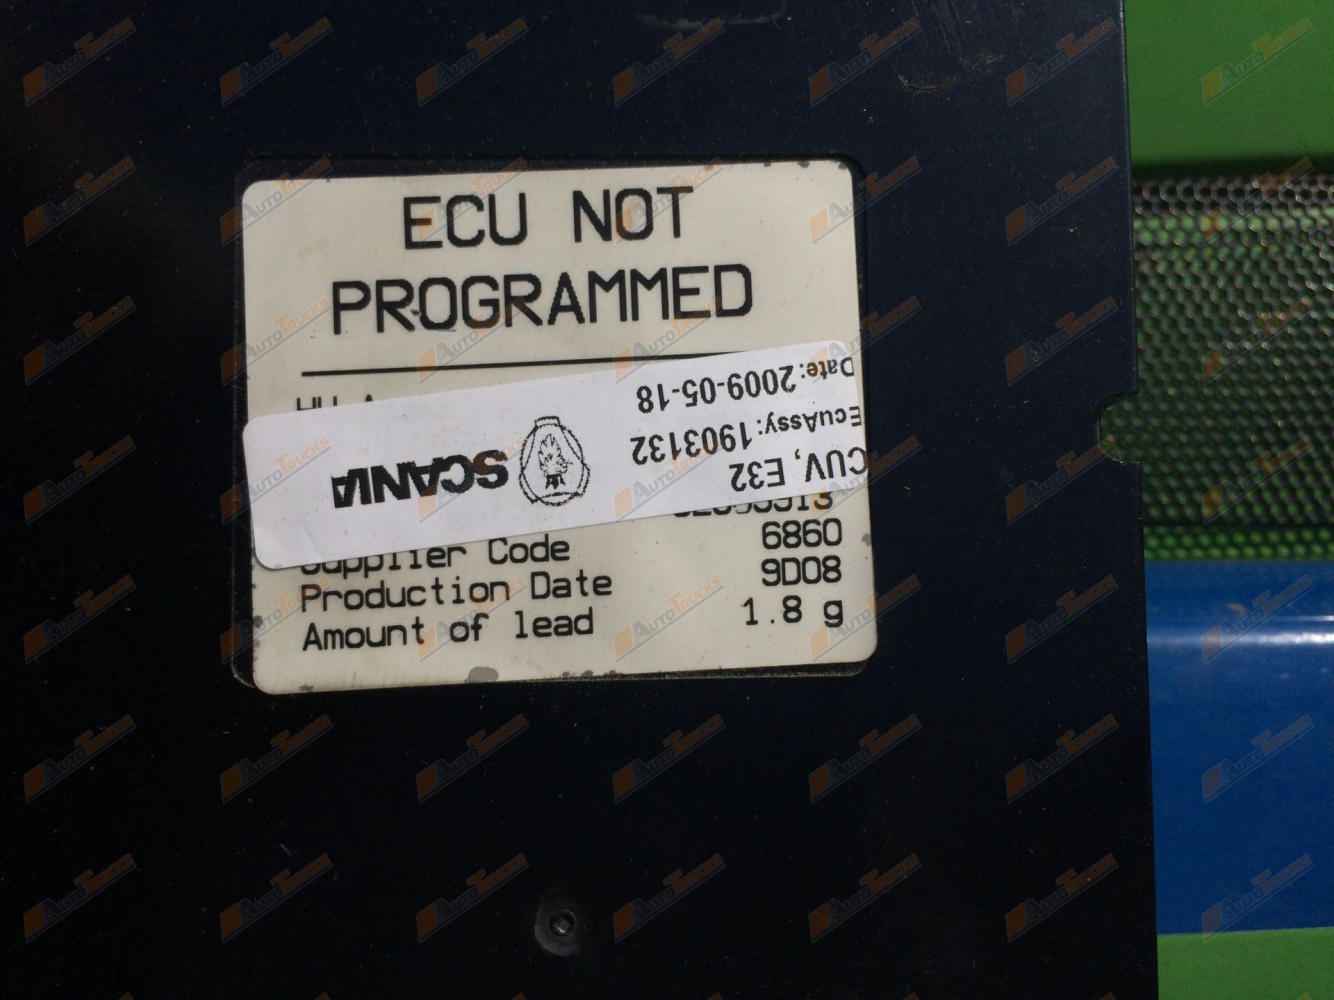 ECU NOT
PROGRAMMED
SCANIA
CUV, E32
EcuAssy:1903132
Date:2009-05-18
Supplier Code 6860
Production Date 9D08
Amount of lead 1.8 g
AUTOTRUCKS